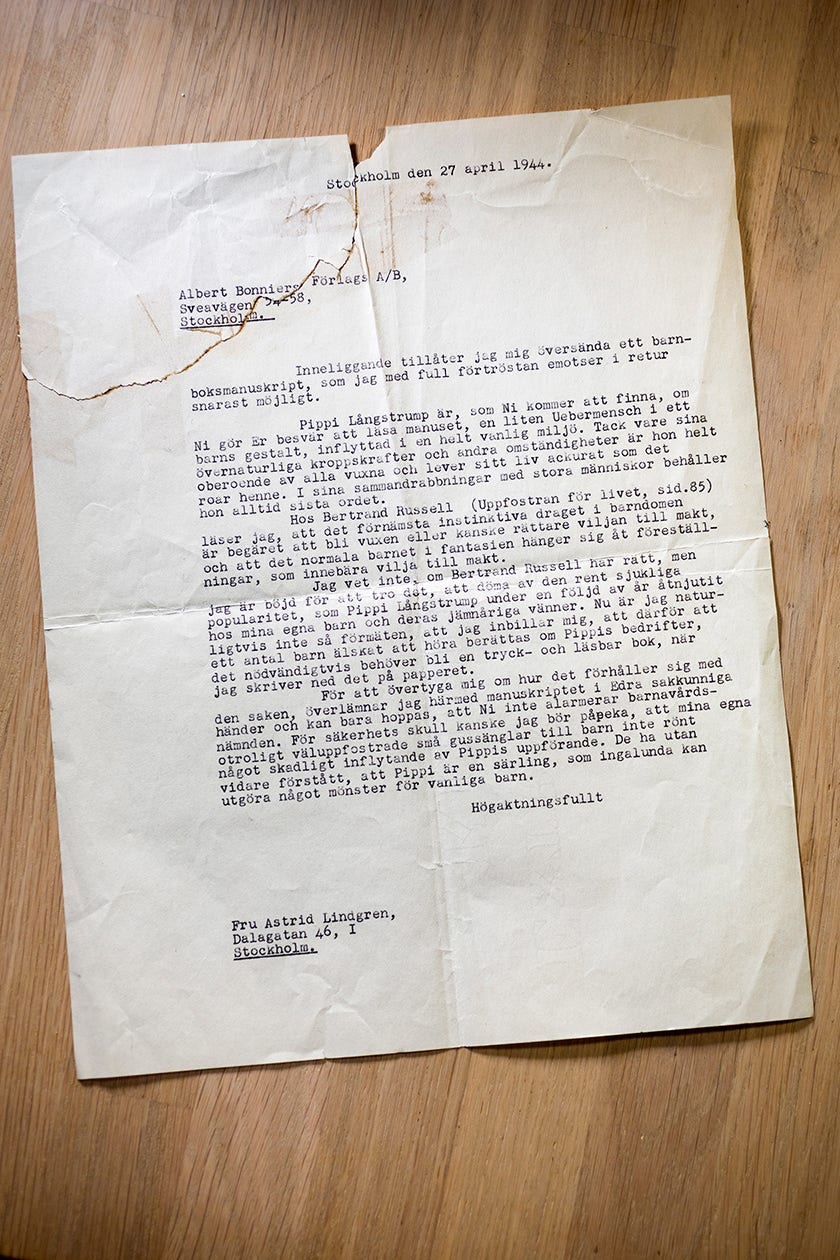 Stockholm den 27 april 1944.
Albert Bonniers Förlags A/B,
Sveavägen 54-58,
Stockholm.
Inneliggande tillåter jag mig översända ett barn-
boksmanuskript, som jag med full förtröstan emotser i retur
snarast möjligt.
Pippi Långstrump är, som Ni kommer att finna, om
Ni gör Er besvär att läsa manuset, en liten Uebermensch i ett
barns gestalt, inflyttad i en helt vanlig miljö. Tack vare sina
övernaturliga kroppskrafter och andra omständigheter är hon helt
oberoende av alla vuxna och lever sitt liv ackurat som det
roar henne. I sina sammandrabbningar med stora människor behåller
hon alltid sista ordet.
Hos Bertrand Russell (Uppfostran för livet, sid.85)
läser jag, att det förnämsta instinktiva draget i barndomen
är begäret att bli vuxen eller kanske rättare viljan till makt,
och att det normala barnet i fantasien hänger sig åt föreställ-
ningar, som innebära vilja till makt.
Jag vet inte, om Bertrand Russell har rätt, men
jag är böjd för att tro det, att döma av den rent sjukliga
popularitet, som Pippi Långstrump under en följd av år åtnjutit
hos mina egna barn och deras jämnåriga vänner. Nu är jag natur-
ligtvis inte så förmäten, att jag inbillar mig, att därför att
ett antal barn älskat att höra berättas om Pippis bedrifter,
det nödvändigtvis behöver bli en tryck- och läsbar bok, när
jag skriver ned det på papperet.
För att övertyga mig om hur det förhåller sig med
den saken, överlämnar jag härmed manuskriptet i Edra sakkunniga
händer och kan bara hoppas, att Ni inte alarmerar barnavårds-
nämnden. För säkerhets skull kanske jag bör påpeka, att mina egna
otroligt väluppfostrade små gussänglar till barn inte rönt
något skadligt inflytande av Pippis uppförande. De ha utan
vidare förstått, att Pippi är en särling, som ingalunda kan
utgöra något mönster för vanliga barn.
Högaktningsfullt
Fru Astrid Lindgren,
Dalagatan 46, I
Stockholm.